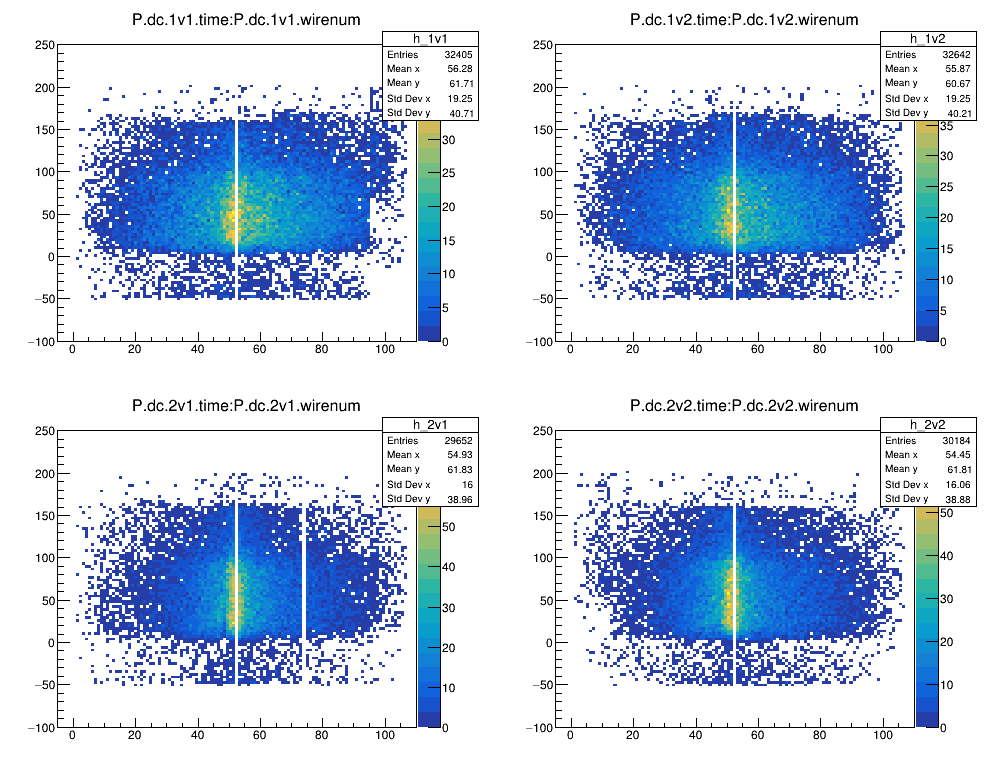 P.dc.1v1.time:P.dc.1v1.wirenum
h_1v1
Entries 32405
Mean x 56.28
Mean y 61.71
Std Dev x 19.25
Std Dev y 40.71
250
200
150
100
50
0
−50
−100
0 20 40 60 80 100
30
25
20
15
10
5
0
P.dc.1v2.time:P.dc.1v2.wirenum
h_1v2
Entries 32642
Mean x 55.87
Mean y 60.67
Std Dev x 19.25
Std Dev y 40.21
250
200
150
100
50
0
−50
−100
0 20 40 60 80 100
35
30
25
20
15
10
5
0
P.dc.2v1.time:P.dc.2v1.wirenum
h_2v1
Entries 29652
Mean x 54.93
Mean y 61.83
Std Dev x 16
Std Dev y 38.96
250
200
150
100
50
0
−50
−100
0 20 40 60 80 100
50
40
30
20
10
0
P.dc.2v2.time:P.dc.2v2.wirenum
h_2v2
Entries 30184
Mean x 54.45
Mean y 61.81
Std Dev x 16.06
Std Dev y 38.88
250
200
150
100
50
0
−50
−100
0 20 40 60 80 100
50
40
30
20
10
0